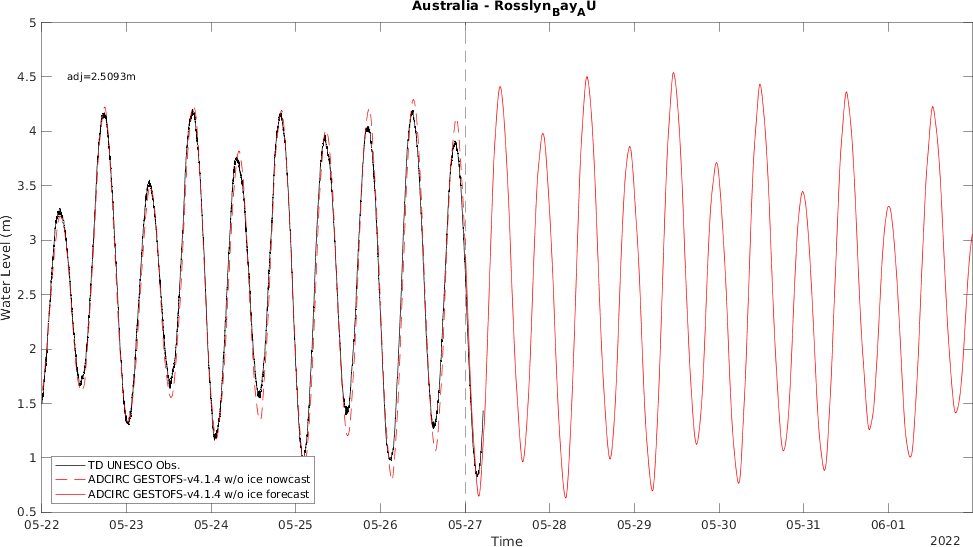 Australia - RosslynBayAU
5
4.5
adj=2.5093m
4
3.5
3
2.5
2
1.5
1
0.5
Water Level (m)
TD UNESCO Obs.
ADCIRC GESTOFS-v4.1.4 w/o ice nowcast
ADCIRC GESTOFS-v4.1.4 w/o ice forecast
05-22 05-23 05-24 05-25 05-26 05-27 05-28 05-29 05-30 05-31 06-01
Time
2022